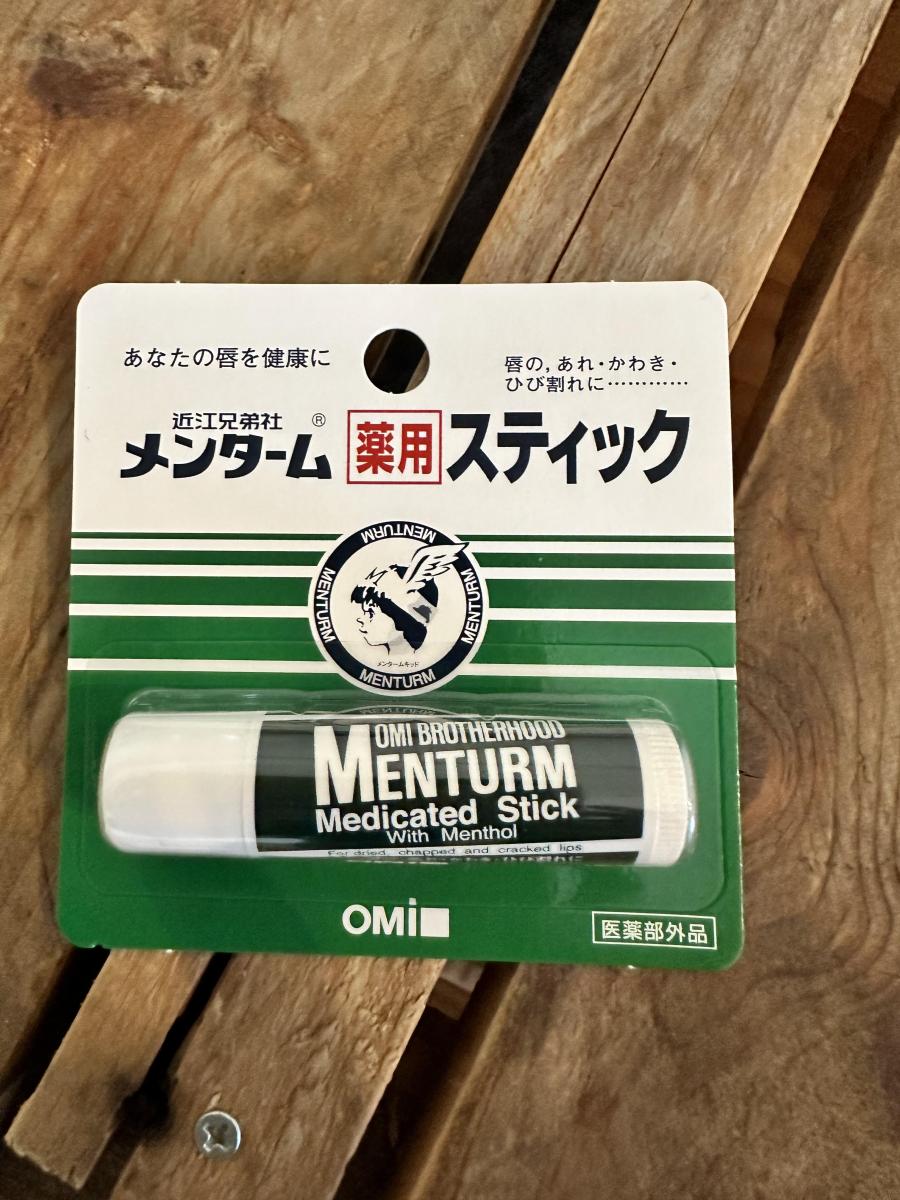 あなたの唇を健康に
唇の,あれ・かわき・
ひび割れに…………
近江兄弟社
メンターム® 薬用 スティック
MENTURM
MENTURM
MENTURM
メンタームキッド
MENTURM
OMI BROTHERHOOD
MENTURM
Medicated Stick
With Menthol
For dried, chapped and cracked lips
OMi
医薬部外品